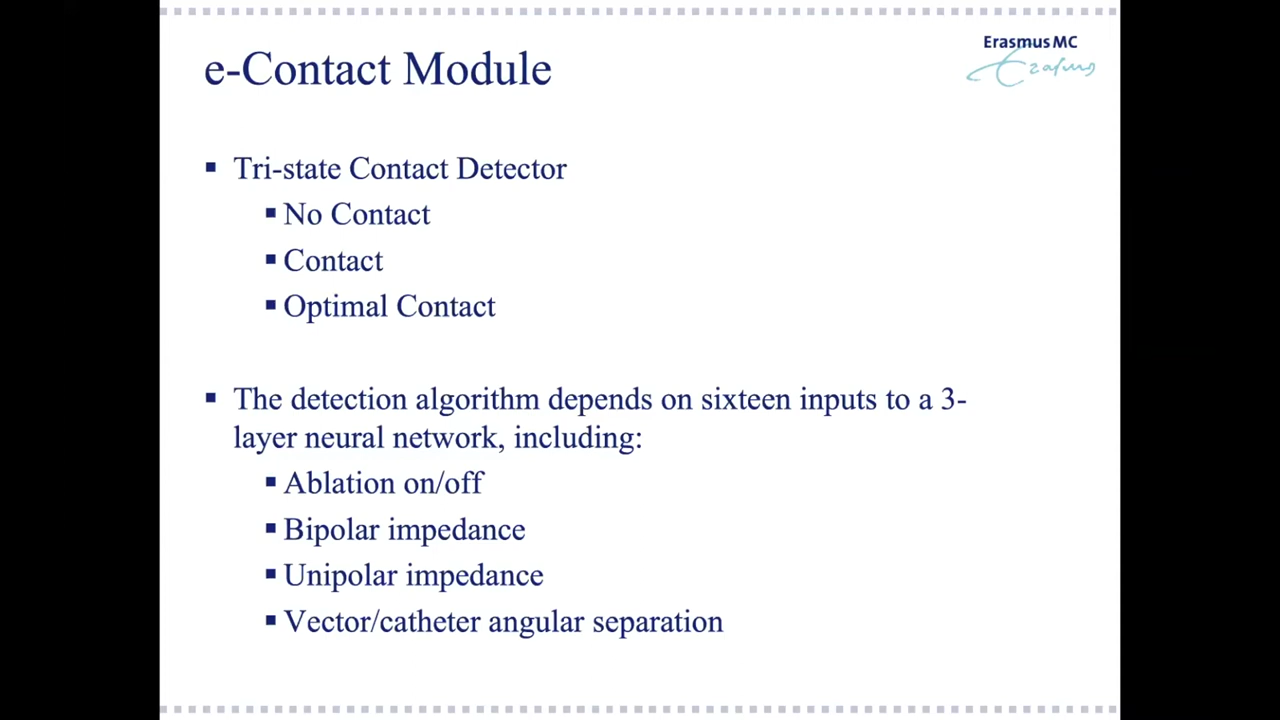 Erasmus MC
Erasmus
e-Contact Module
▪ Tri-state Contact Detector
▪ No Contact
▪ Contact
▪ Optimal Contact
▪ The detection algorithm depends on sixteen inputs to a 3-
layer neural network, including:
▪ Ablation on/off
▪ Bipolar impedance
▪ Unipolar impedance
▪ Vector/catheter angular separation